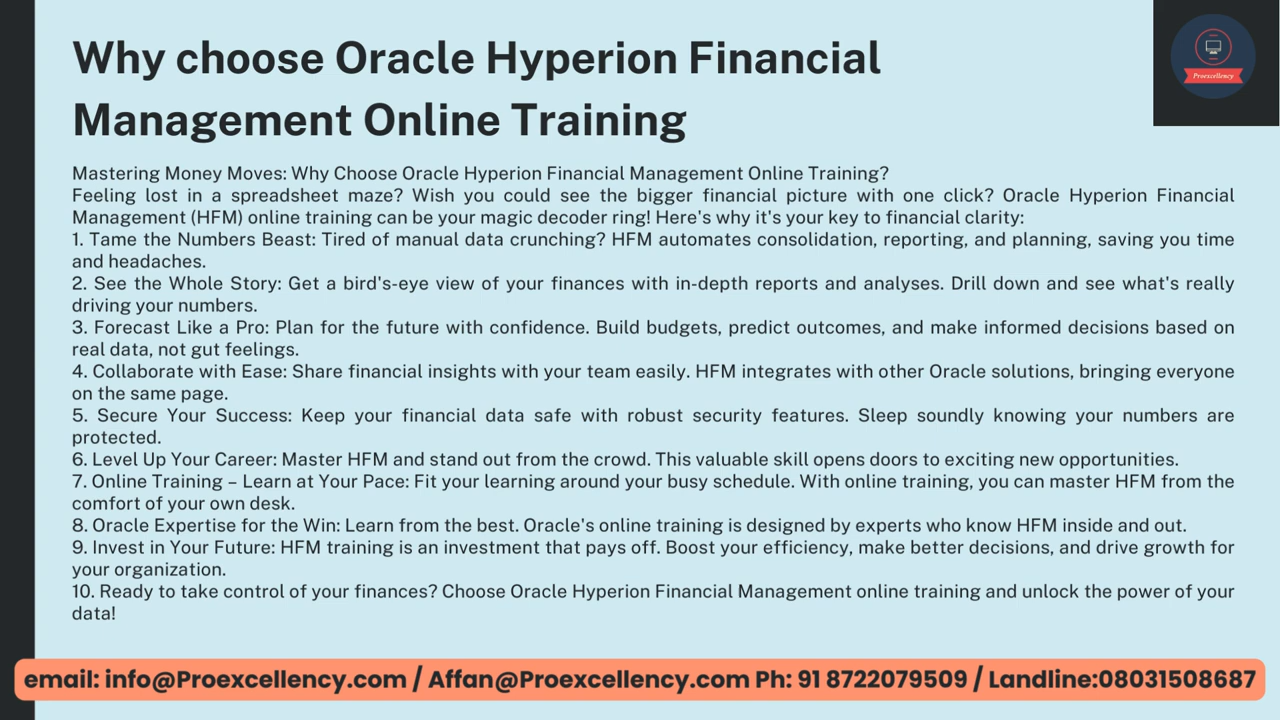 Why choose Oracle Hyperion Financial
Management Online Training
Proexcellency
Mastering Money Moves: Why Choose Oracle Hyperion Financial Management Online Training?
Feeling lost in a spreadsheet maze? Wish you could see the bigger financial picture with one click? Oracle Hyperion Financial
Management (HFM) online training can be your magic decoder ring! Here's why it's your key to financial clarity:
1. Tame the Numbers Beast: Tired of manual data crunching? HFM automates consolidation, reporting, and planning, saving you time
and headaches.
2. See the Whole Story: Get a bird's-eye view of your finances with in-depth reports and analyses. Drill down and see what's really
driving your numbers.
3. Forecast Like a Pro: Plan for the future with confidence. Build budgets, predict outcomes, and make informed decisions based on
real data, not gut feelings.
4. Collaborate with Ease: Share financial insights with your team easily. HFM integrates with other Oracle solutions, bringing everyone
on the same page.
5. Secure Your Success: Keep your financial data safe with robust security features. Sleep soundly knowing your numbers are
protected.
6. Level Up Your Career: Master HFM and stand out from the crowd. This valuable skill opens doors to exciting new opportunities.
7. Online Training – Learn at Your Pace: Fit your learning around your busy schedule. With online training, you can master HFM from the
comfort of your own desk.
8. Oracle Expertise for the Win: Learn from the best. Oracle's online training is designed by experts who know HFM inside and out.
9. Invest in Your Future: HFM training is an investment that pays off. Boost your efficiency, make better decisions, and drive growth for
your organization.
10. Ready to take control of your finances? Choose Oracle Hyperion Financial Management online training and unlock the power of your
data!
email: info@Proexcellency.com / Affan@Proexcellency.com Ph: 91 8722079509 / Landline:08031508687